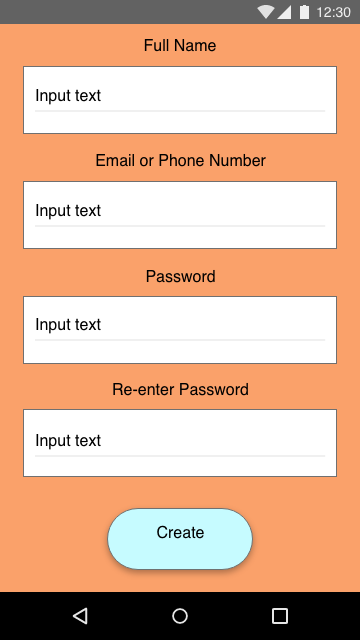 12:30
Full Name
Input text
Email or Phone Number
Input text
Password
Input text
Re-enter Password
Input text
Create